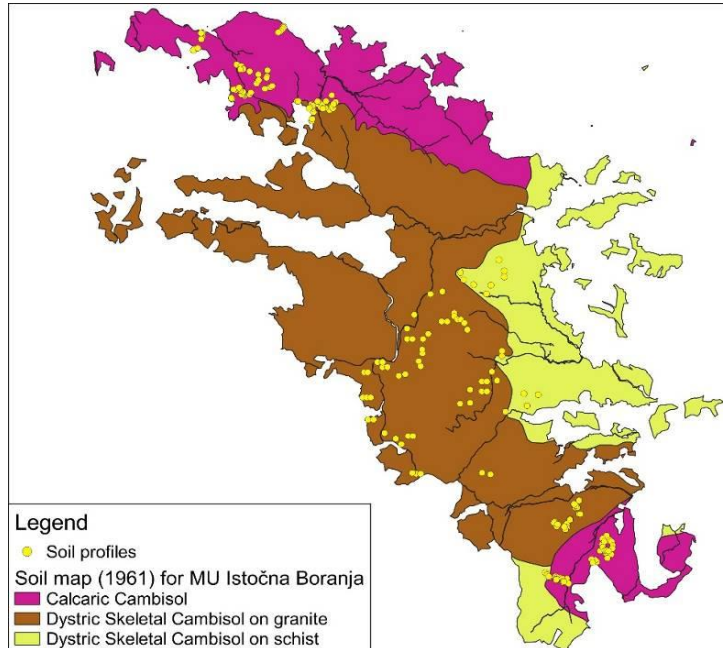 Legend
Soil profiles
Soil map (1961) for MU Istočna Boranja
Calcaric Cambisol
Dystric Skeletal Cambisol on granite
Dystric Skeletal Cambisol on schist